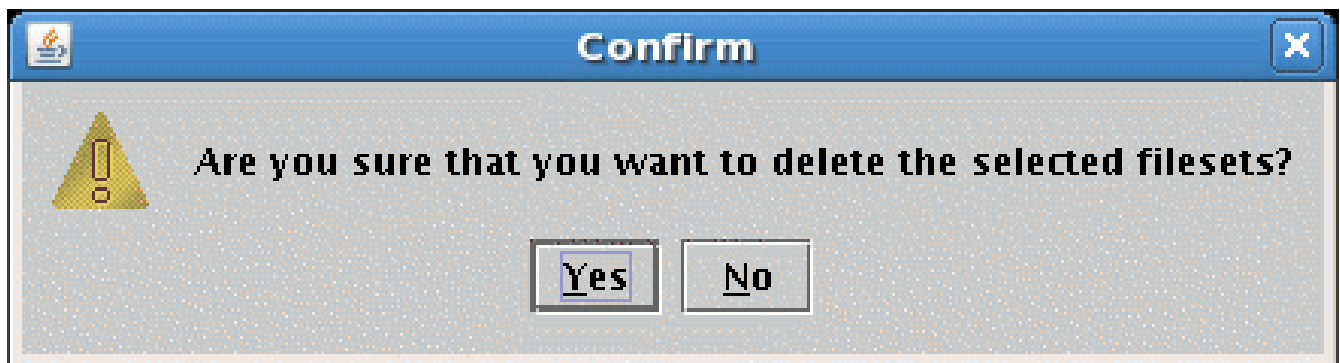 Confirm
Are you sure that you want to delete the selected filesets?
Yes No